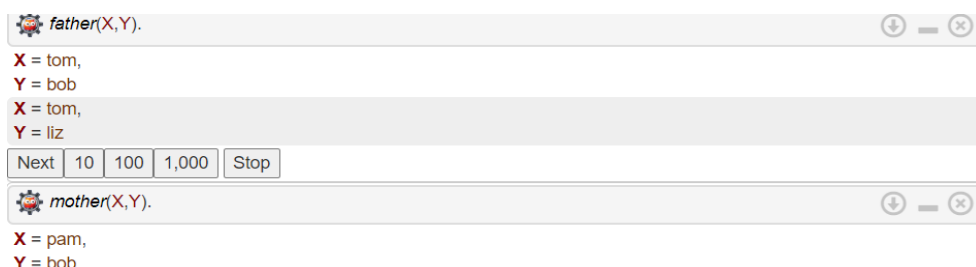 father(X,Y).
X = tom,
Y = bob
X = tom,
Y = liz
Next 10 100 1,000 Stop
mother(X,Y).
X = pam,
Y = bob